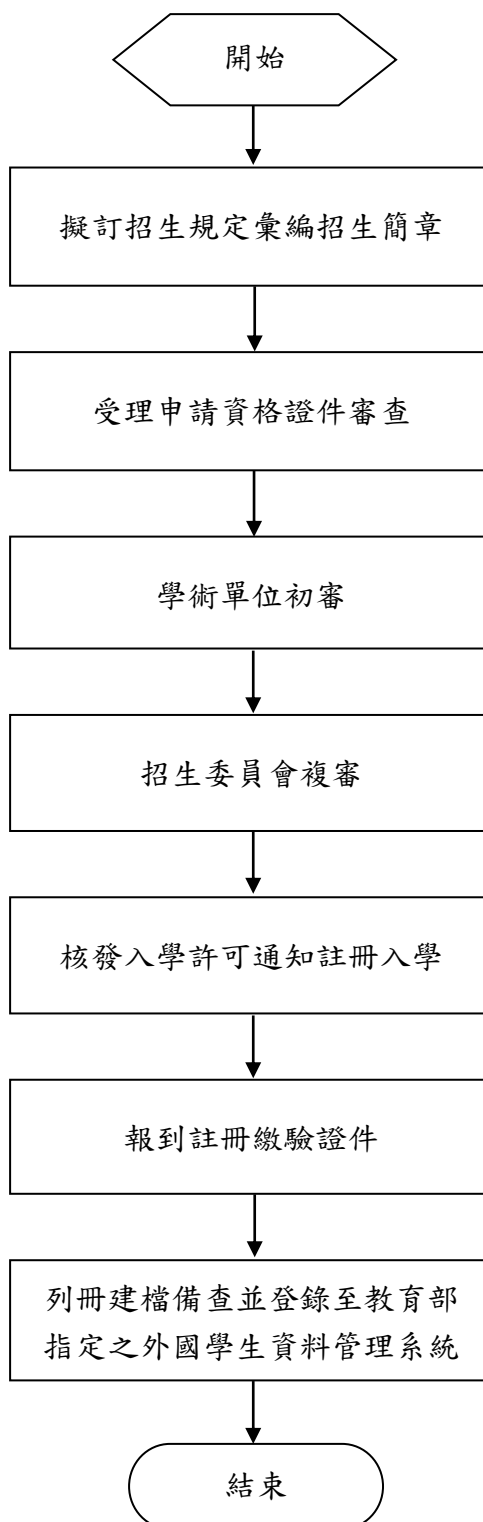 開始
擬訂招生規定彙編招生簡章
受理申請資格證件審查
學術單位初審
招生委員會複審
核發入學許可通知註冊入學
報到註冊繳驗證件
列冊建檔備查並登錄至教育部
指定之外國學生資料管理系統
結束